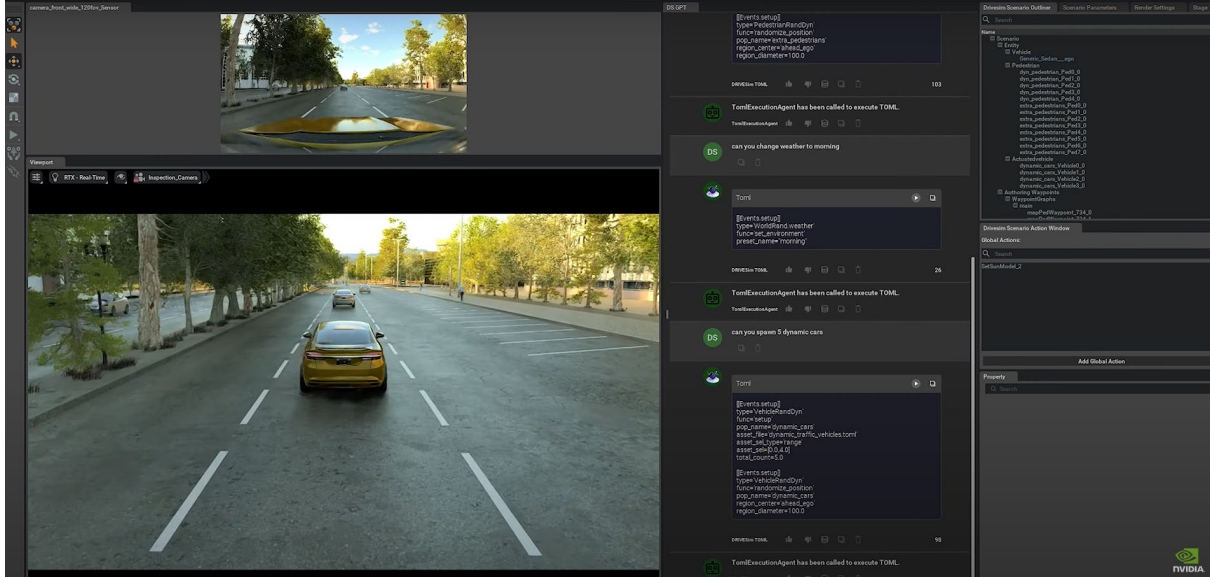 camera_front_wide_120fov_Sensor
Viewport
RTX - Real-Time
Inspection_Camera
DS GPT
[[Events.setup]]
type='PedestrianRandDyn'
func='randomize_position'
pop_name='extra_pedestrians'
region_center='ahead_ego'
region_diameter=100.0
DRIVESim TOML
103
TomlExecutionAgent has been called to execute TOML.
TomlExecutionAgent
DS
can you change weather to morning
Toml
[[Events.setup]]
type='WorldRand.weather'
func='set_environment'
preset_name='morning'
DRIVESim TOML
26
TomlExecutionAgent has been called to execute TOML.
TomlExecutionAgent
DS
can you spawn 5 dynamic cars
Toml
[[Events.setup]]
type='VehicleRandDyn'
func='setup'
pop_name='dynamic_cars'
asset_file='dynamic_traffic_vehicles.toml'
asset_sel_type='range'
asset_sel=[0.0,4.0]
total_count=5.0
[[Events.setup]]
type='VehicleRandDyn'
func='randomize_position'
pop_name='dynamic_cars'
region_center='ahead_ego'
region_diameter=100.0
DRIVESim TOML
98
TomlExecutionAgent has been called to execute TOML.
Drivesim Scenario Outliner
Scenario Parameters
Render Settings
Stage
Search
Name
Scenario
Entity
Vehicle
Generic_Sedan__ego
Pedestrian
dyn_pedestrian_Ped0_0
dyn_pedestrian_Ped1_0
dyn_pedestrian_Ped2_0
dyn_pedestrian_Ped3_0
dyn_pedestrian_Ped4_0
extra_pedestrians_Ped0_0
extra_pedestrians_Ped1_0
extra_pedestrians_Ped2_0
extra_pedestrians_Ped3_0
extra_pedestrians_Ped4_0
extra_pedestrians_Ped5_0
extra_pedestrians_Ped6_0
extra_pedestrians_Ped7_0
Actuatedvehicle
dynamic_cars_Vehicle0_0
dynamic_cars_Vehicle1_0
dynamic_cars_Vehicle2_0
dynamic_cars_Vehicle3_0
Authoring Waypoints
WaypointGraphs
main
mapPedWaypoint_734_0
Drivesim Scenario Action Window
Global Actions:
Search
SetSunModel_2
Add Global Action
Property
Search
NVIDIA